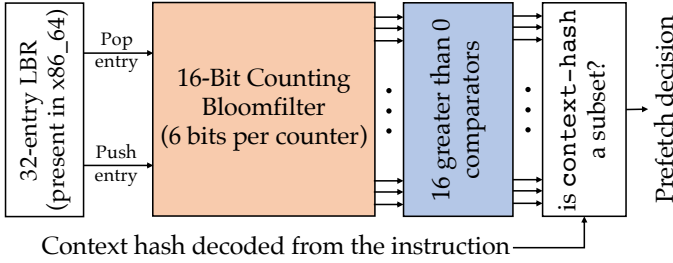 32-entry LBR
(present in x86_64)
Pop
entry
Push
entry
16-Bit Counting
Bloomfilter
(6 bits per counter)
16 greater than 0
comparators
is context-hash
a subset?
Prefetch decision
Context hash decoded from the instruction